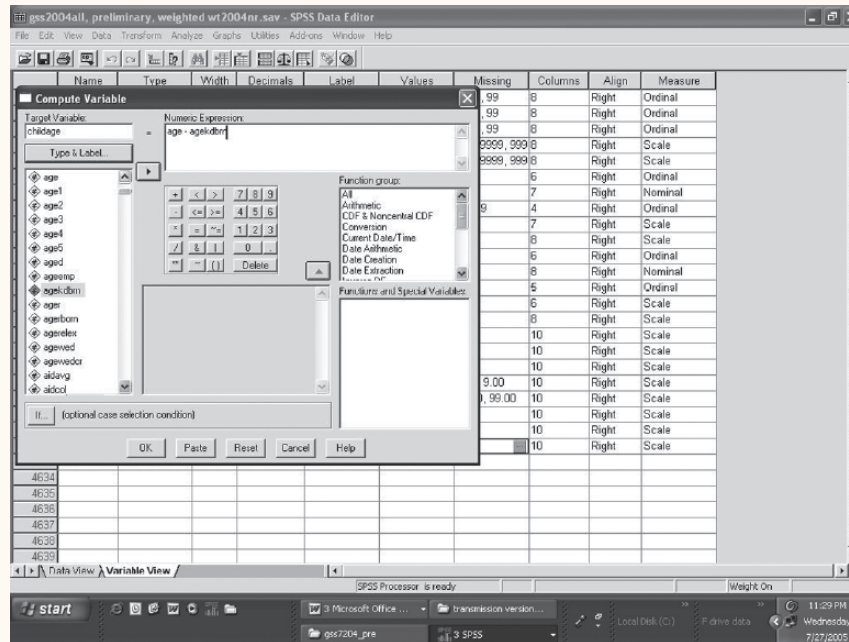 gss2004all, preliminary, weighted wt2004nr.sav - SPSS Data Editor
File Edit View Data Transform Analyze Graphs Utilities Add-ons Window Help
Name Type Width Decimals Label Values Missing Columns Align Measure
Compute Variable
Target Variable:
childage
=
Numeric Expression:
age - agekdbrn
Type & Label...
age
age1
age2
age3
age4
age5
aged
ageemp
agekdbrn
ager
agerborn
agerelex
agewed
agewedor
aidavg
aidcol
+ < > 7 8 9
- <= >= 4 5 6
* = ~= 1 2 3
/ & | 0 .
** ~ () Delete
Function group:
All
Arithmetic
CDF & Noncentral CDF
Conversion
Current Date/Time
Date Arithmetic
Date Creation
Date Extraction
Functions and Special Variables:
If... (optional case selection condition)
OK Paste Reset Cancel Help
, 99 8 Right Ordinal
, 99 8 Right Ordinal
, 99 8 Right Ordinal
9999, 999 8 Right Scale
9999, 999 8 Right Scale
6 Right Ordinal
7 Right Nominal
9 4 Right Ordinal
7 Right Scale
8 Right Scale
6 Right Ordinal
8 Right Nominal
5 Right Ordinal
6 Right Scale
8 Right Scale
10 Right Scale
10 Right Scale
10 Right Scale
9.00 10 Right Scale
, 99.00 10 Right Scale
10 Right Scale
10 Right Scale
10 Right Scale
4634
4635
4636
4637
4638
4639
Data View Variable View
SPSS Processor is ready
Weight On
start
3 Microsoft Office ...
transmission version...
Local Disk (C:)
F drive data
11:29 PM
Wednesday
gss7204_pre
3 SPSS
7/27/2005